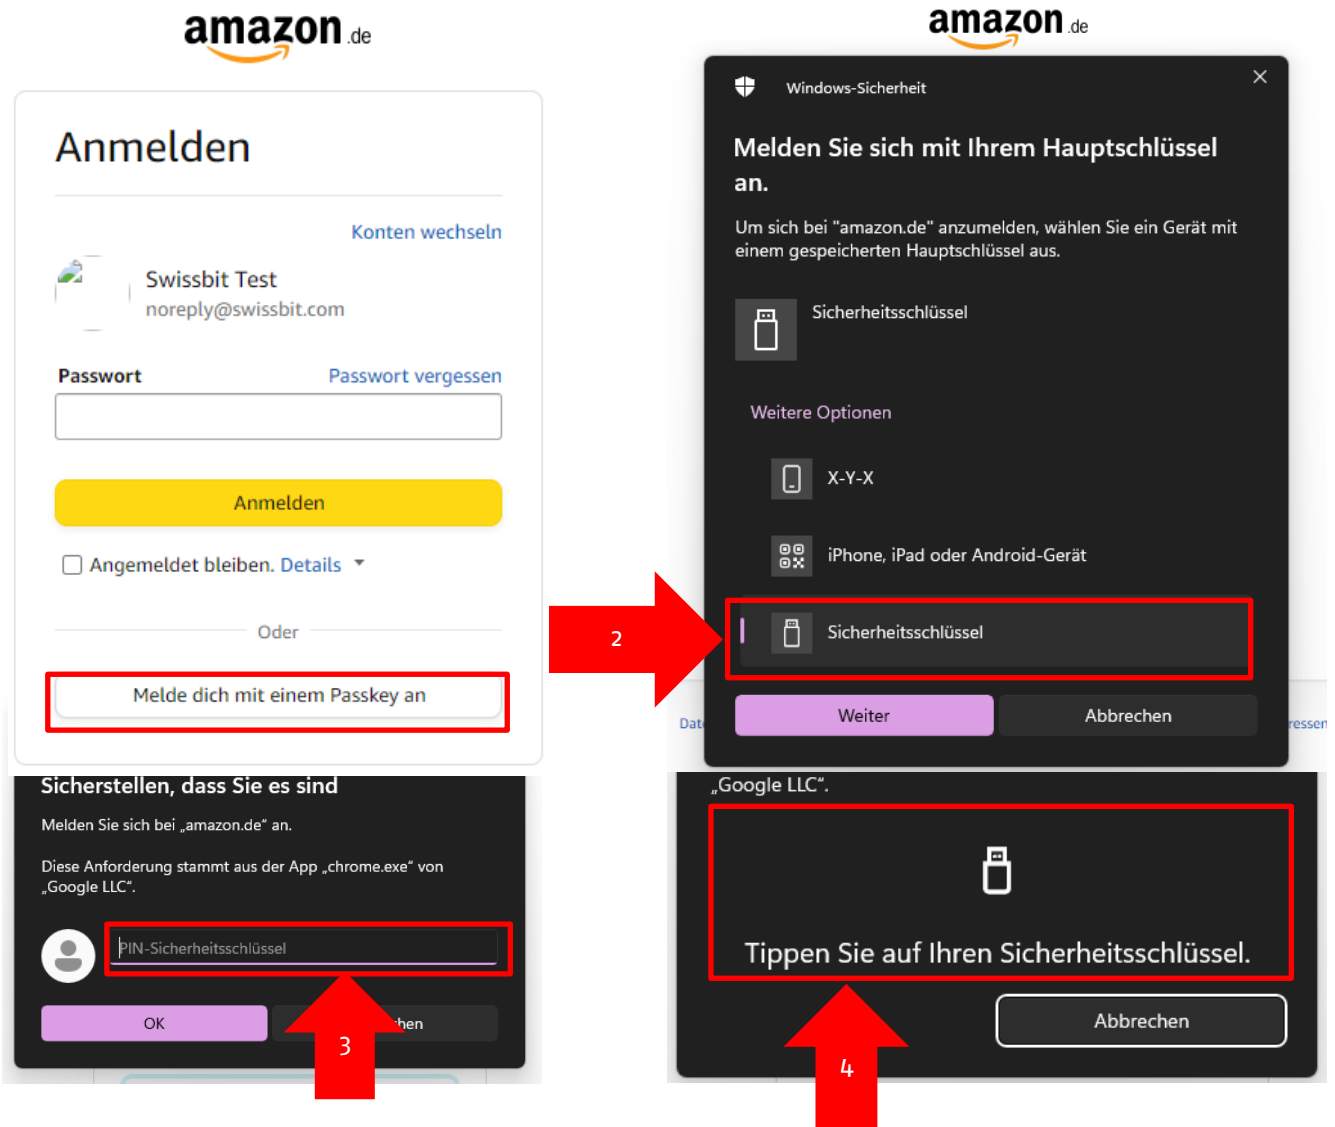 amazon.de
Anmelden
Konten wechseln
Swissbit Test
noreply@swissbit.com
Passwort
Passwort vergessen
Anmelden
Angemeldet bleiben. Details
Oder
Melde dich mit einem Passkey an
2
amazon.de
Windows-Sicherheit
Melden Sie sich mit Ihrem Hauptschlüssel
an.
Um sich bei "amazon.de" anzumelden, wählen Sie ein Gerät mit
einem gespeicherten Hauptschlüssel aus.
Sicherheitsschlüssel
Weitere Optionen
X-Y-X
iPhone, iPad oder Android-Gerät
Sicherheitsschlüssel
Weiter
Abbrechen
Sicherstellen, dass Sie es sind
Melden Sie sich bei „amazon.de“ an.
Diese Anforderung stammt aus der App „chrome.exe“ von
„Google LLC“.
PIN-Sicherheitsschlüssel
OK
3
„Google LLC“.
Tippen Sie auf Ihren Sicherheitsschlüssel.
Abbrechen
4